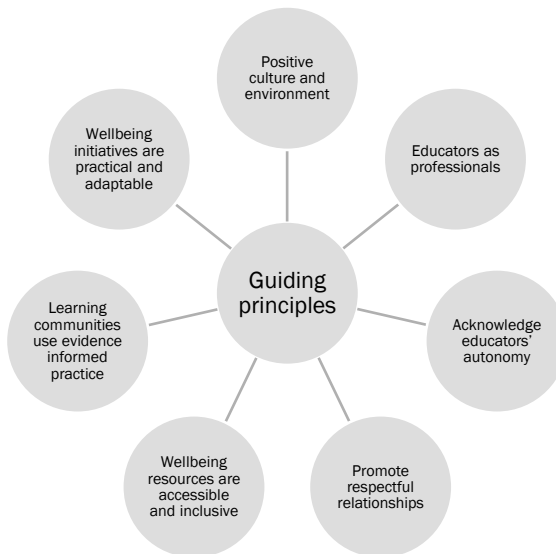 Positive
culture and
environment
Educators as
professionals
Acknowledge
educators'
autonomy
Promote
respectful
relationships
Wellbeing
resources are
accessible
and inclusive
Learning
communities
use evidence
informed
practice
Wellbeing
initiatives are
practical and
adaptable
Guiding
principles